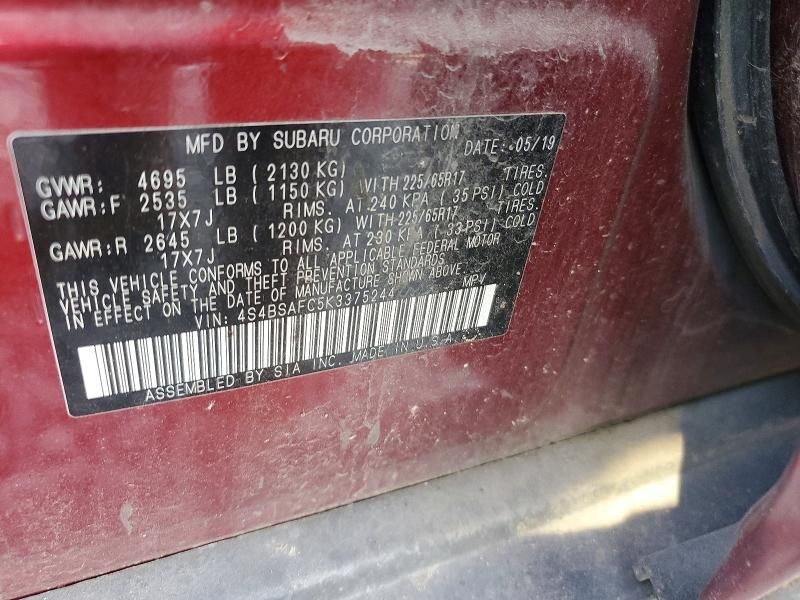 MFD BY SUBARU CORPORATION DATE: 05/19
GVWR: 4695 LB (2130 KG)
GAWR:F 2535 LB (1150 KG) WITH 225/65R17 TIRES.
17X7J RIMS. AT 240 KPA (35 PSI) COLD
GAWR:R 2645 LB (1200 KG) WITH 225/65R17 TIRES.
17X7J RIMS. AT 230 KPA (33 PSI) COLD
THIS VEHICLE CONFORMS TO ALL APPLICABLE FEDERAL MOTOR
VEHICLE SAFETY, BUMPER AND THEFT PREVENTION STANDARDS
IN EFFECT ON THE DATE OF MANUFACTURE SHOWN ABOVE.
VIN: 4S4BSAFC5K3375244 MPV
ASSEMBLED BY SIA INC. MADE IN U.S.A.